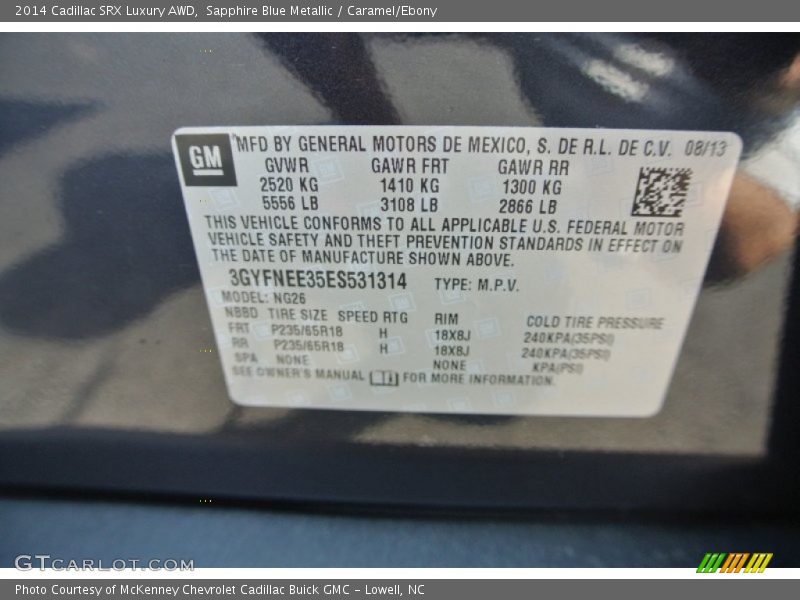 2014 Cadillac SRX Luxury AWD, Sapphire Blue Metallic / Caramel/Ebony
GM MFD BY GENERAL MOTORS DE MEXICO, S. DE R.L. DE C.V. 08/13
GVWR GAWR FRT GAWR RR
2520 KG 1410 KG 1300 KG
5556 LB 3108 LB 2866 LB
THIS VEHICLE CONFORMS TO ALL APPLICABLE U.S. FEDERAL MOTOR
VEHICLE SAFETY AND THEFT PREVENTION STANDARDS IN EFFECT ON
THE DATE OF MANUFACTURE SHOWN ABOVE.
3GYFNEE35ES531314 TYPE: M.P.V.
MODEL: NG26
NBBD TIRE SIZE SPEED RTG RIM COLD TIRE PRESSURE
FRT P235/65R18 H 18X8J 240KPA(35PSI)
RR P235/65R18 H 18X8J 240KPA(35PSI)
SPA NONE NONE KPA(PSI)
SEE OWNER'S MANUAL FOR MORE INFORMATION.
GTCARLOT.COM
Photo Courtesy of McKenney Chevrolet Cadillac Buick GMC – Lowell, NC